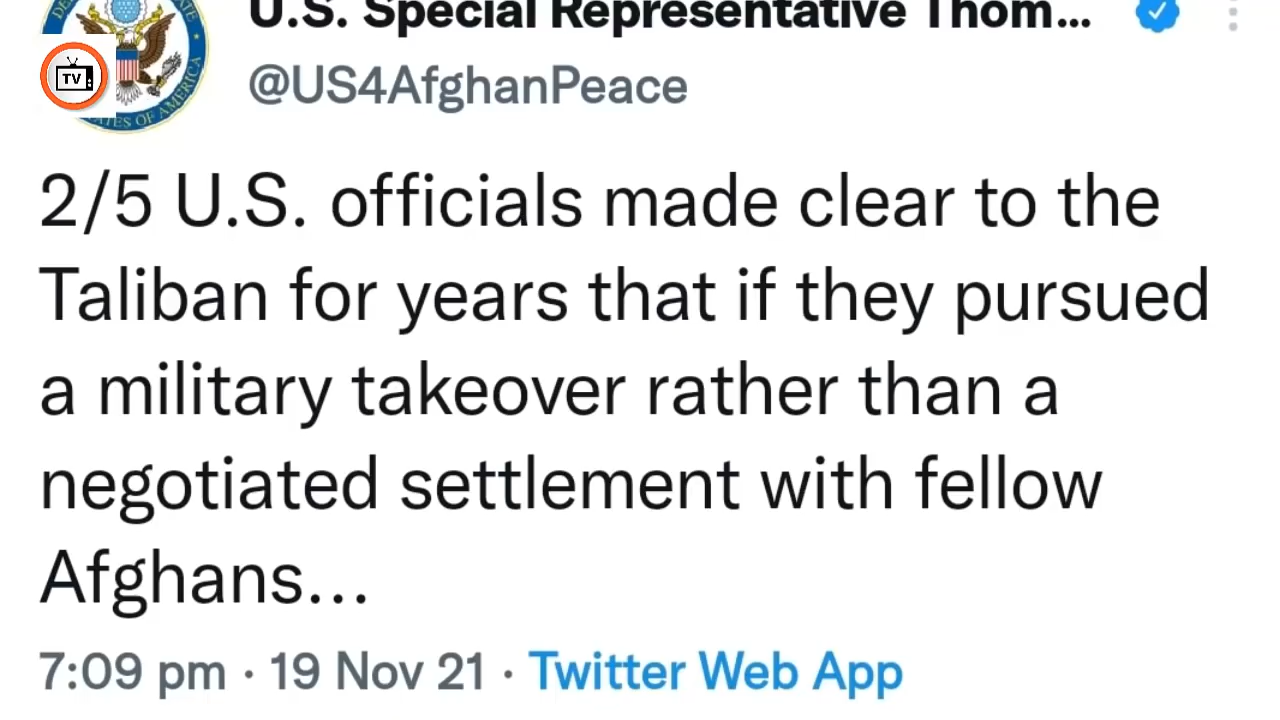 U.S. Special Representative Thom...
@US4AfghanPeace
TV
2/5 U.S. officials made clear to the
Taliban for years that if they pursued
a military takeover rather than a
negotiated settlement with fellow
Afghans...
7:09 pm · 19 Nov 21 · Twitter Web App